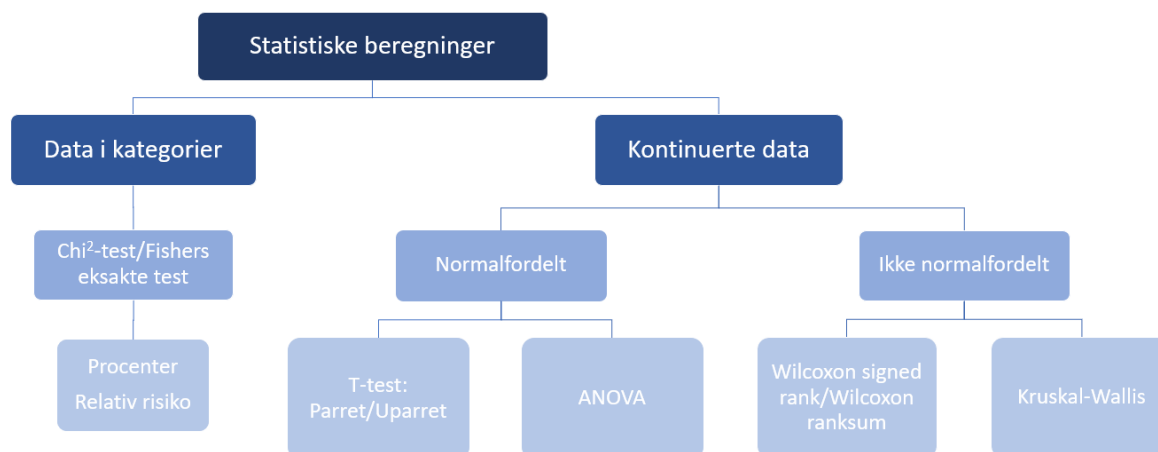 Statistiske beregninger
Data i kategorier
Kontinuerte data
Chi²-test/Fishers
eksakte test
Normalfordelt
Ikke normalfordelt
Procenter
Relativ risiko
T-test:
Parret/Uparret
ANOVA
Wilcoxon signed
rank/Wilcoxon
ranksum
Kruskal-Wallis